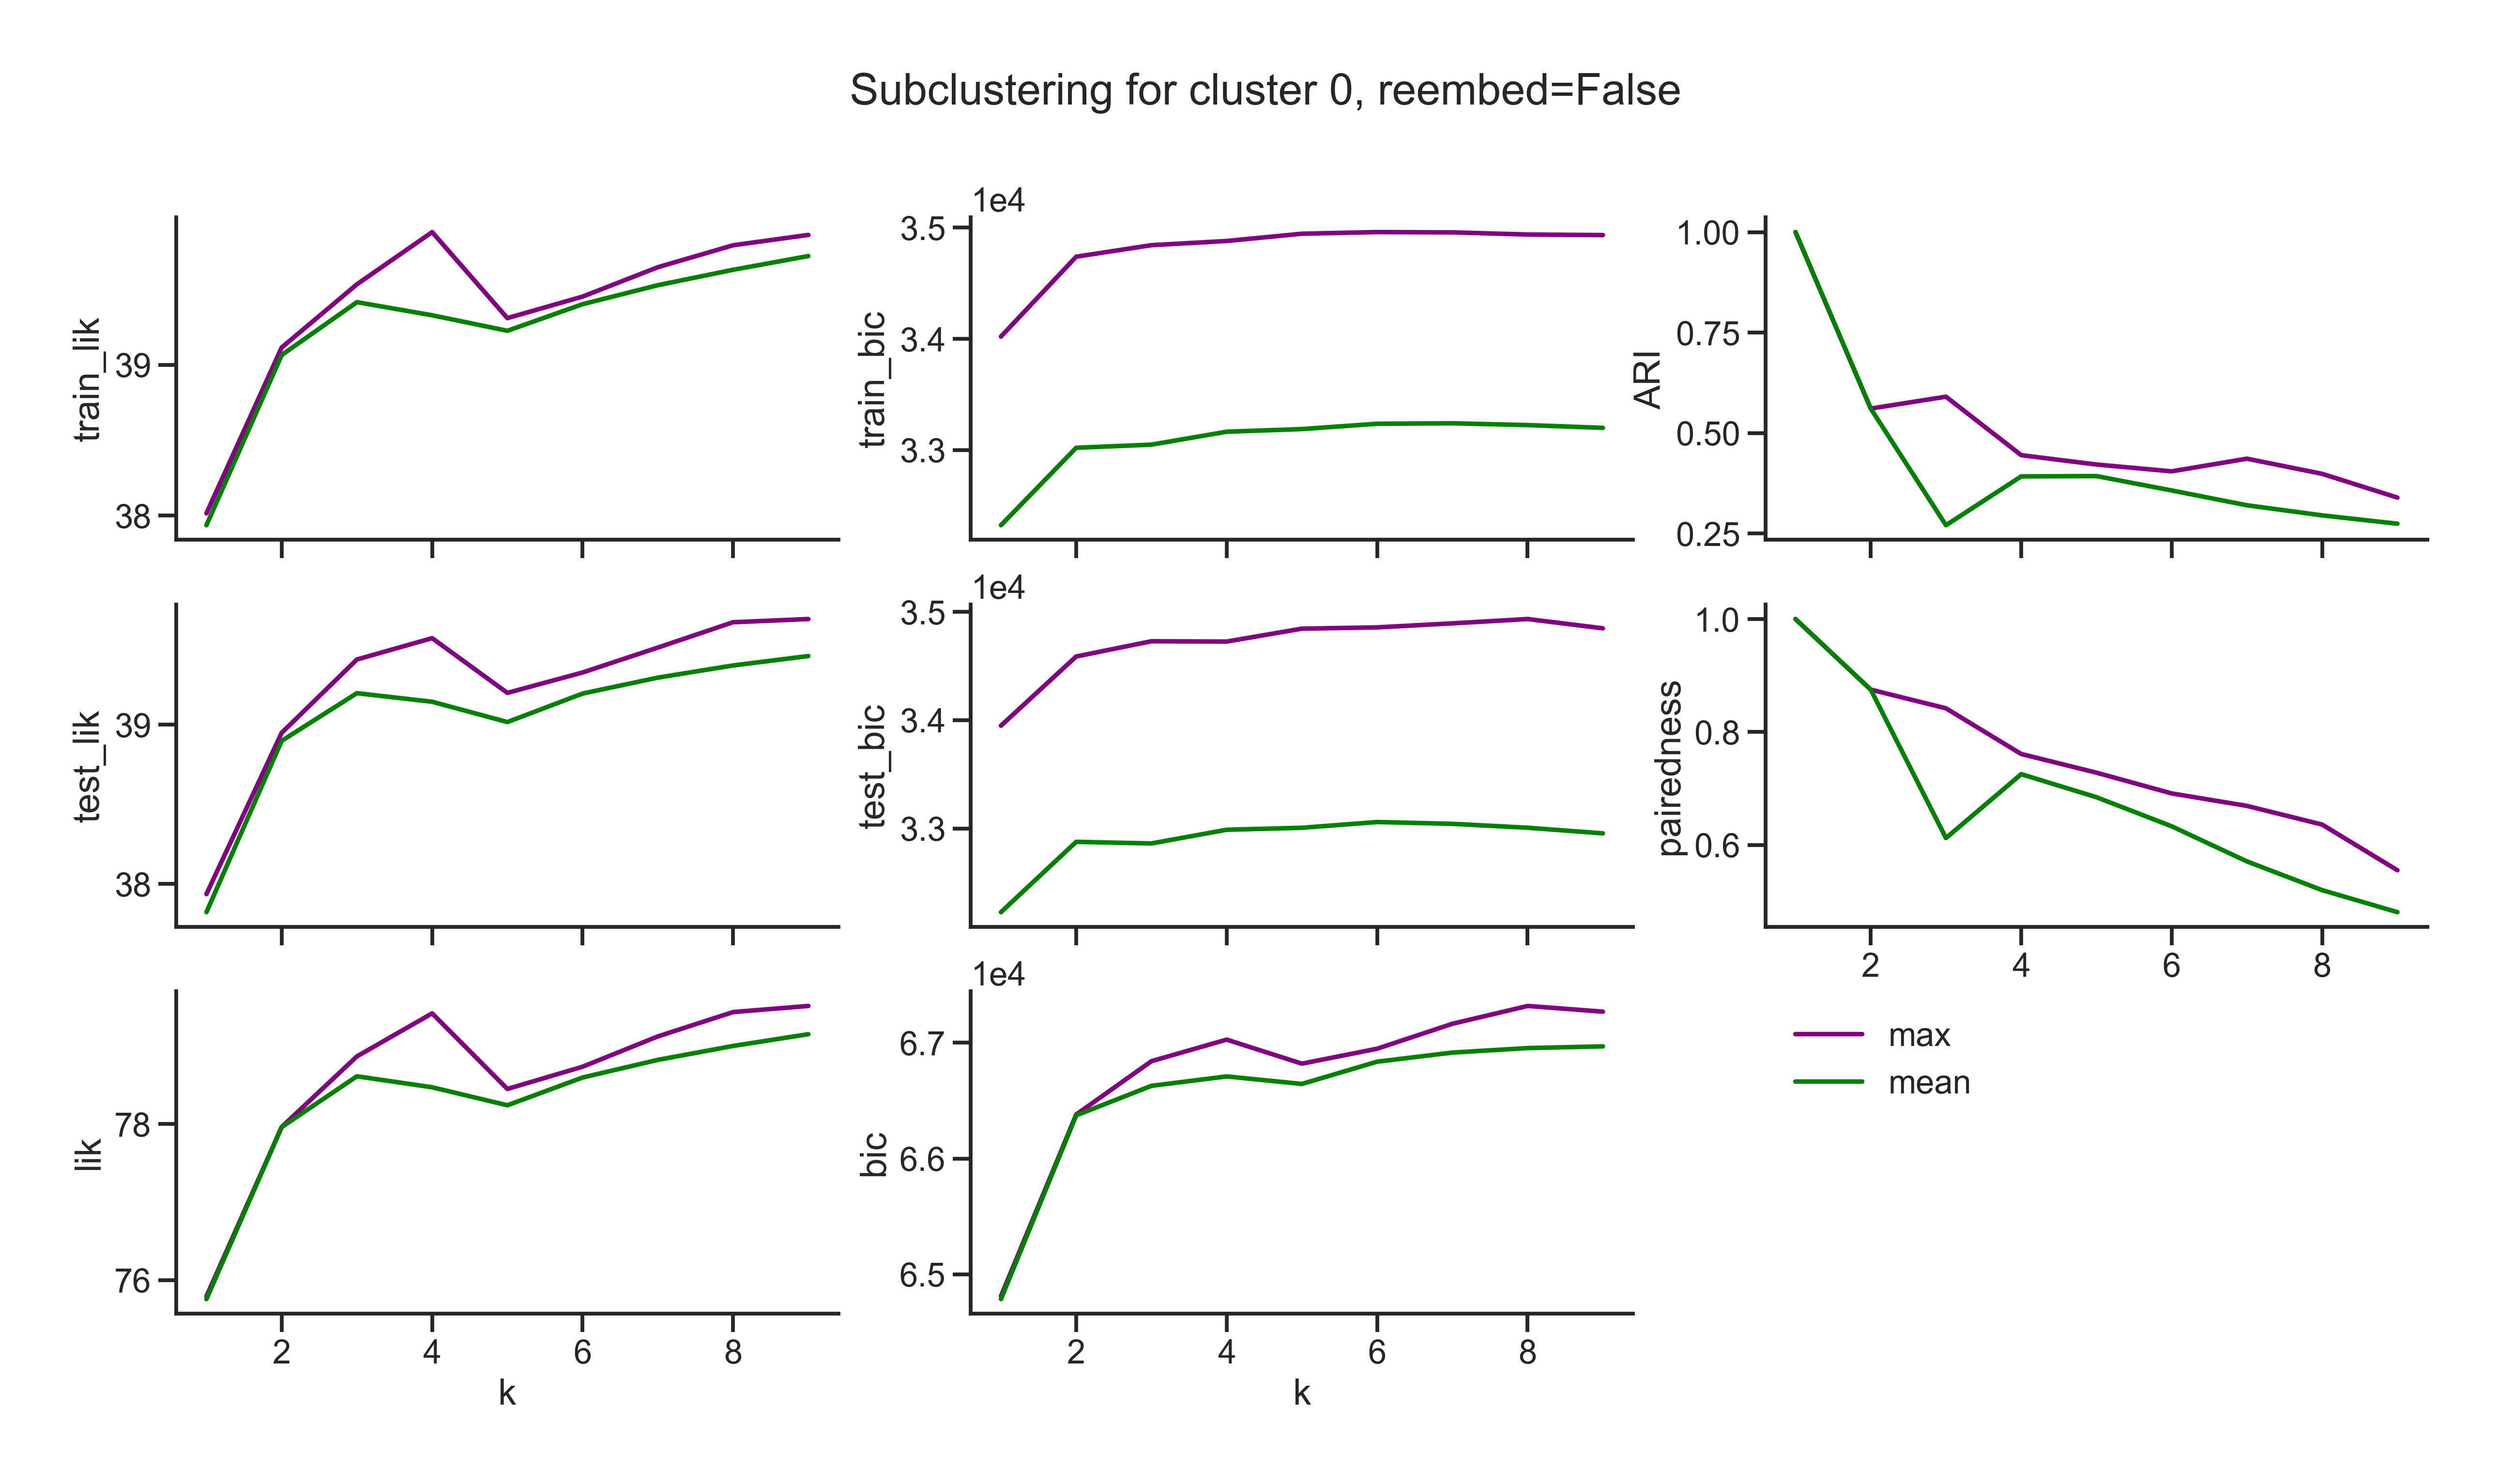 Subclustering for cluster 0, reembed=False
train_lik
39
38
1e4
train_bic
3.5
3.4
3.3
ARI
1.00
0.75
0.50
0.25
test_lik
39
38
1e4
test_bic
3.5
3.4
3.3
pairedness
1.0
0.8
0.6
2 4 6 8
lik
78
76
2 4 6 8
k
1e4
bic
6.7
6.6
6.5
2 4 6 8
k
max
mean